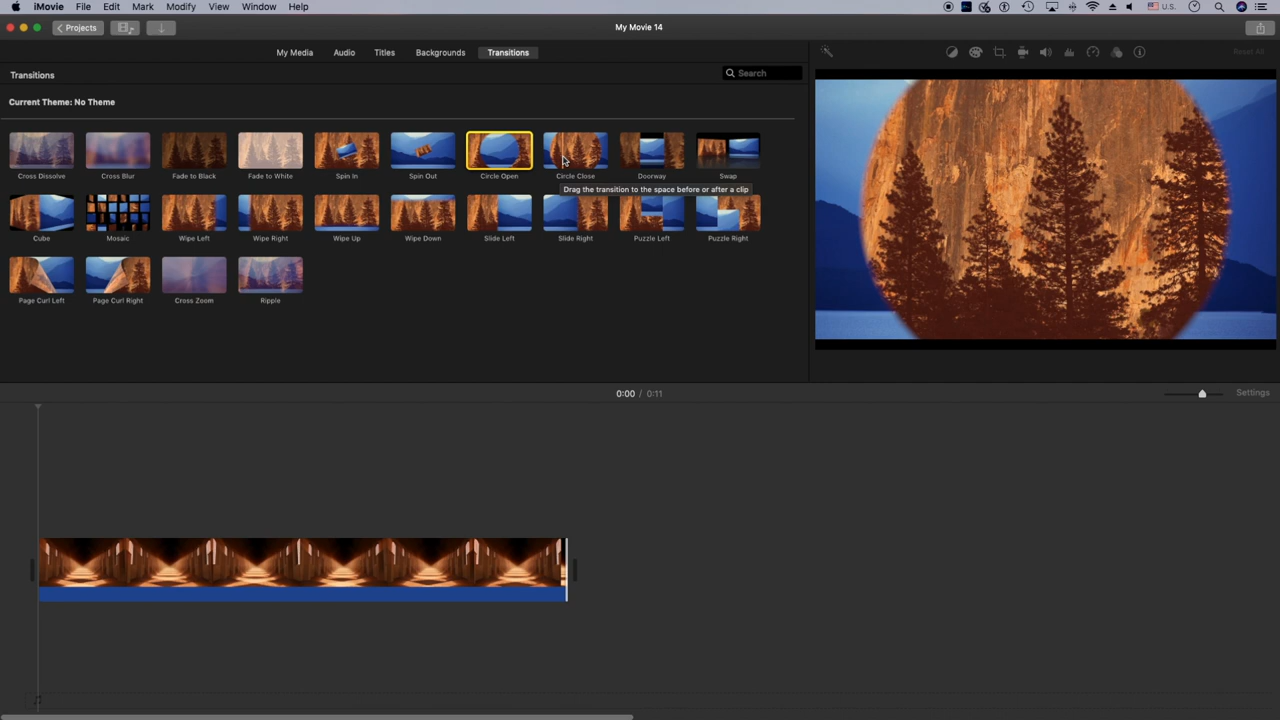 iMovie File Edit Mark Modify View Window Help U.S.
Projects My Movie 14
My Media Audio Titles Backgrounds Transitions Reset All
Transitions Search
Current Theme: No Theme
Cross Dissolve Cross Blur Fade to Black Fade to White Spin In Spin Out Circle Open Circle Close Doorway Swap
Drag the transition to the space before or after a clip
Cube Mosaic Wipe Left Wipe Right Wipe Up Wipe Down Slide Left Slide Right Puzzle Left Puzzle Right
Page Curl Left Page Curl Right Cross Zoom Ripple
0:00 / 0:11 Settings